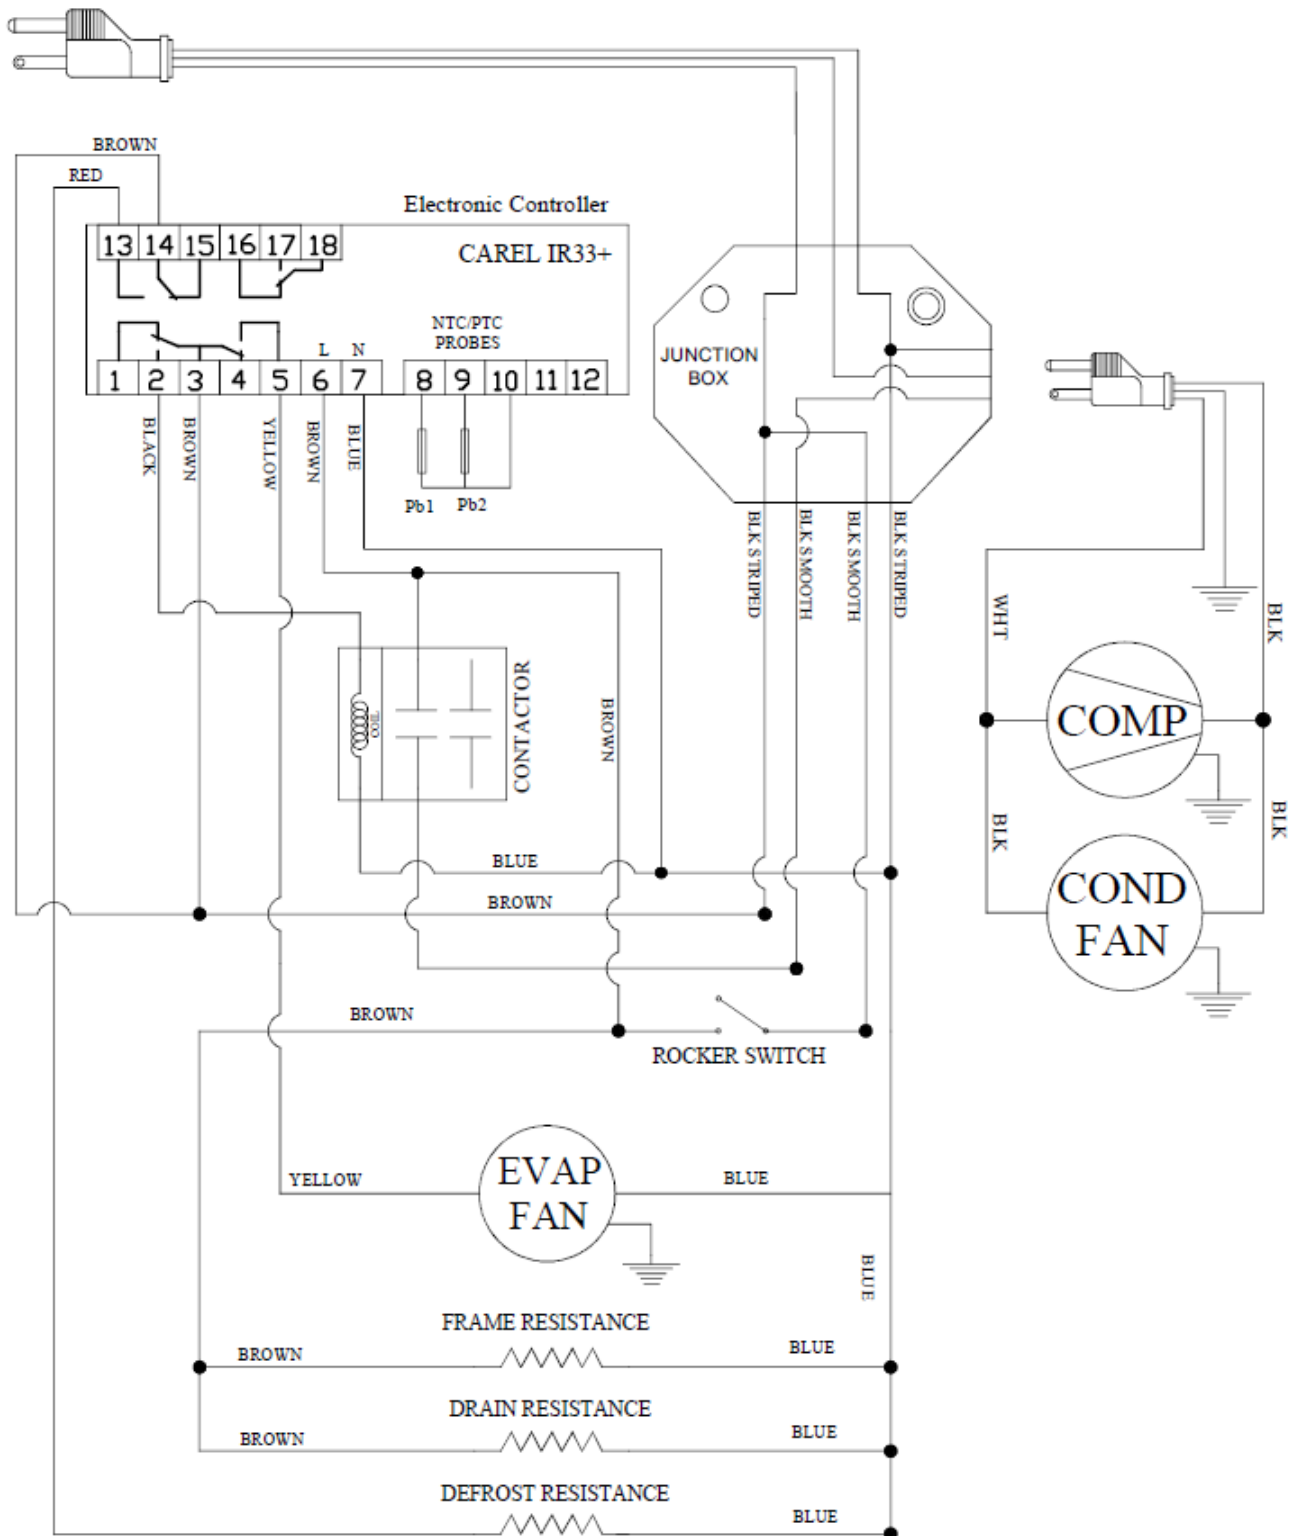 BROWN
RED
Electronic Controller
13 14 15 16 17 18
CAREL IR33+
NTC/PTC
PROBES
L N
1 2 3 4 5 6 7 8 9 10 11 12
BLACK
BROWN
YELLOW
BROWN
BLUE
Pb1 Pb2
JUNCTION
BOX
BLK STRIPED
BLK SMOOTH
BLK SMOOTH
BLK STRIPED
WHT
BLK
COIL
CONTACTOR
BROWN
COMP
BLK
BLK
COND
FAN
BLUE
BROWN
BROWN
ROCKER SWITCH
EVAP
FAN
YELLOW
BLUE
BLUE
FRAME RESISTANCE
BROWN
BLUE
DRAIN RESISTANCE
BROWN
BLUE
DEFROST RESISTANCE
BLUE